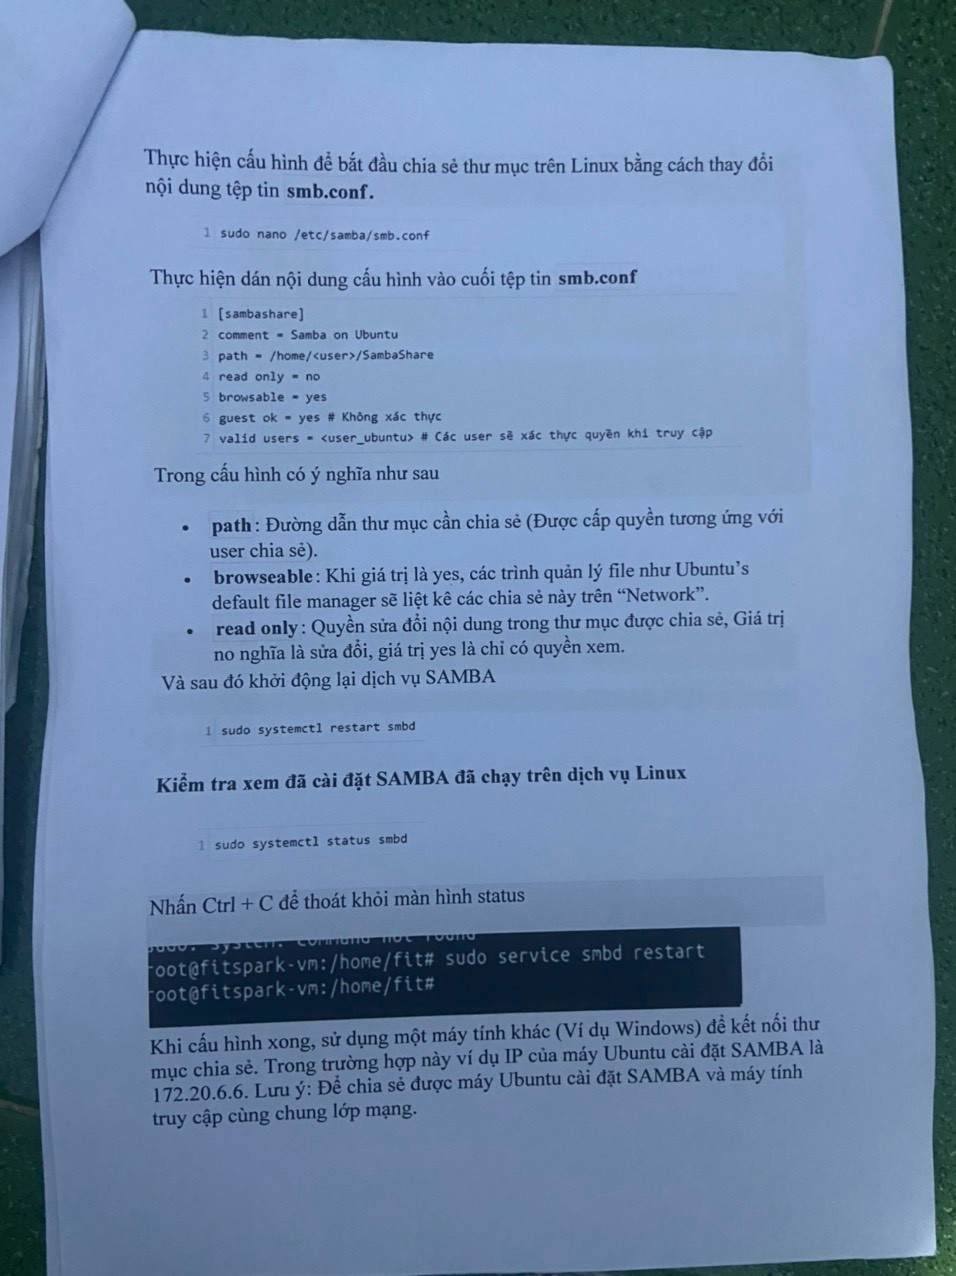 Thực hiện cấu hình để bắt đầu chia sẻ thư mục trên Linux bằng cách thay đổi
nội dung tệp tin smb.conf.
1 sudo nano /etc/samba/smb.conf
Thực hiện dán nội dung cấu hình vào cuối tệp tin smb.conf
1 [sambashare]
2 comment = Samba on Ubuntu
3 path = /home/<user>/SambaShare
4 read only = no
5 browsable = yes
6 guest ok = yes # Không xác thực
7 valid users = <user_ubuntu> # Các user sẽ xác thực quyền khi truy cập
Trong cấu hình có ý nghĩa như sau
• path: Đường dẫn thư mục cần chia sẻ (Được cấp quyền tương ứng với
user chia sẻ).
• browseable: Khi giá trị là yes, các trình quản lý file như Ubuntu’s
default file manager sẽ liệt kê các chia sẻ này trên “Network”.
• read only: Quyền sửa đổi nội dung trong thư mục được chia sẻ, Giá trị
no nghĩa là sửa đổi, giá trị yes là chỉ có quyền xem.
Và sau đó khởi động lại dịch vụ SAMBA
1 sudo systemctl restart smbd
Kiểm tra xem đã cài đặt SAMBA đã chạy trên dịch vụ Linux
1 sudo systemctl status smbd
Nhấn Ctrl + C để thoát khỏi màn hình status
sudo: system: command not found
root@fitspark-vm:/home/fit# sudo service smbd restart
root@fitspark-vm:/home/fit#
Khi cấu hình xong, sử dụng một máy tính khác (Ví dụ Windows) để kết nối thư
mục chia sẻ. Trong trường hợp này ví dụ IP của máy Ubuntu cài đặt SAMBA là
172.20.6.6. Lưu ý: Để chia sẻ được máy Ubuntu cài đặt SAMBA và máy tính
truy cập cùng chung lớp mạng.